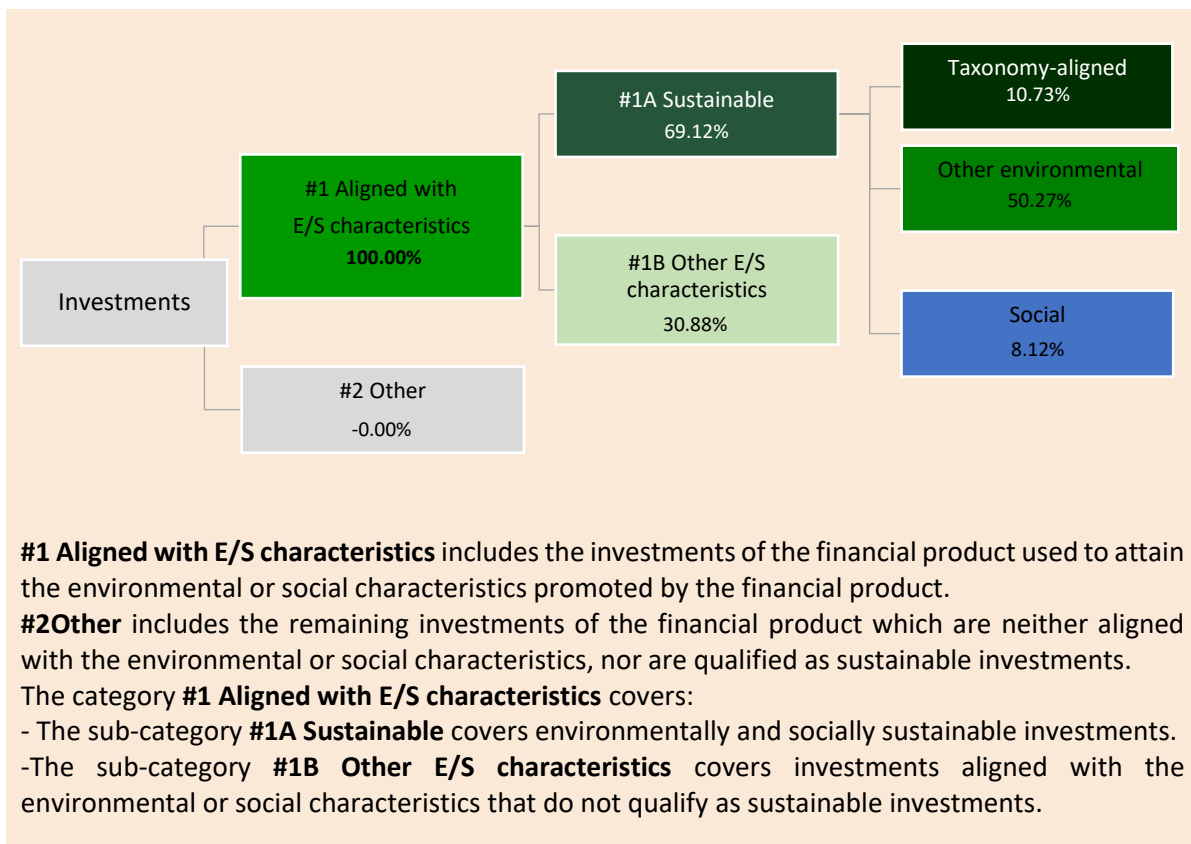 Investments
#1 Aligned with
E/S characteristics
100.00%
#2 Other
-0.00%
#1A Sustainable
69.12%
#1B Other E/S
characteristics
30.88%
Taxonomy-aligned
10.73%
Other environmental
50.27%
Social
8.12%
#1 Aligned with E/S characteristics includes the investments of the financial product used to attain
the environmental or social characteristics promoted by the financial product.
#2Other includes the remaining investments of the financial product which are neither aligned
with the environmental or social characteristics, nor are qualified as sustainable investments.
The category #1 Aligned with E/S characteristics covers:
- The sub-category #1A Sustainable covers environmentally and socially sustainable investments.
-The sub-category #1B Other E/S characteristics covers investments aligned with the
environmental or social characteristics that do not qualify as sustainable investments.